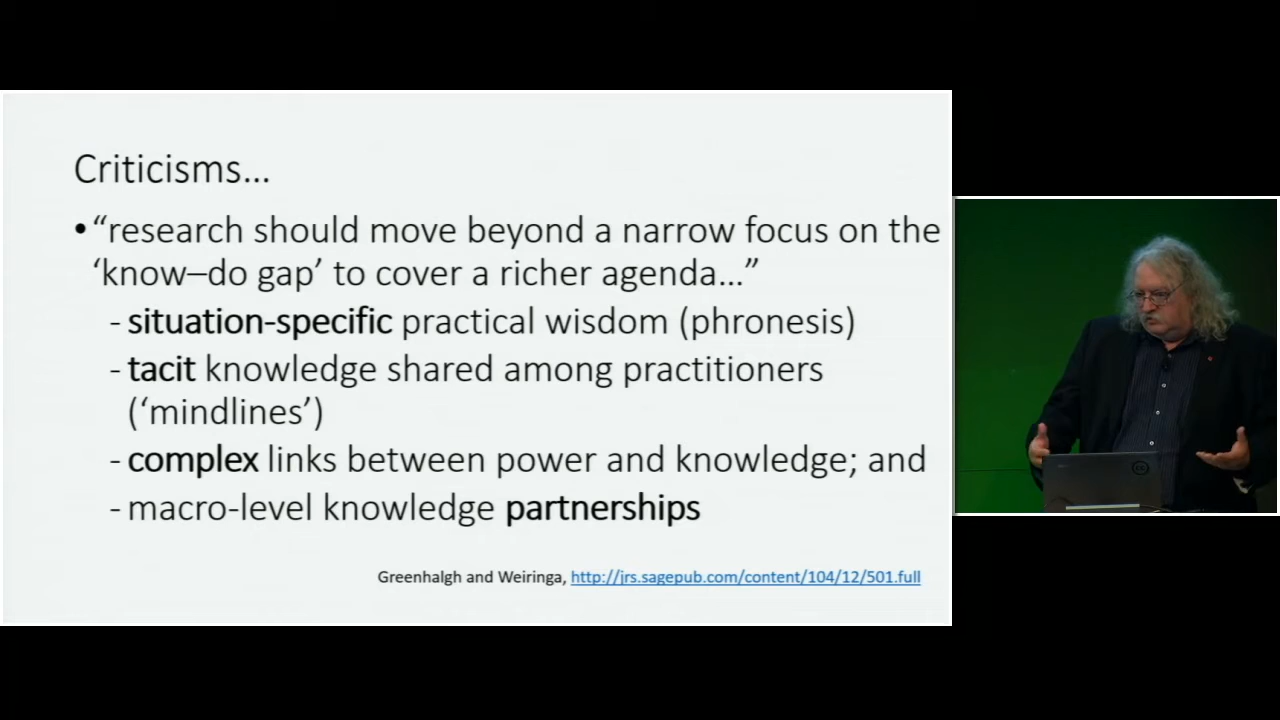 Criticisms...
•“research should move beyond a narrow focus on the
‘know–do gap’ to cover a richer agenda...”
- situation-specific practical wisdom (phronesis)
- tacit knowledge shared among practitioners
(‘mindlines’)
- complex links between power and knowledge; and
- macro-level knowledge partnerships
Greenhalgh and Weiringa, http://jrs.sagepub.com/content/104/12/501.full
cc